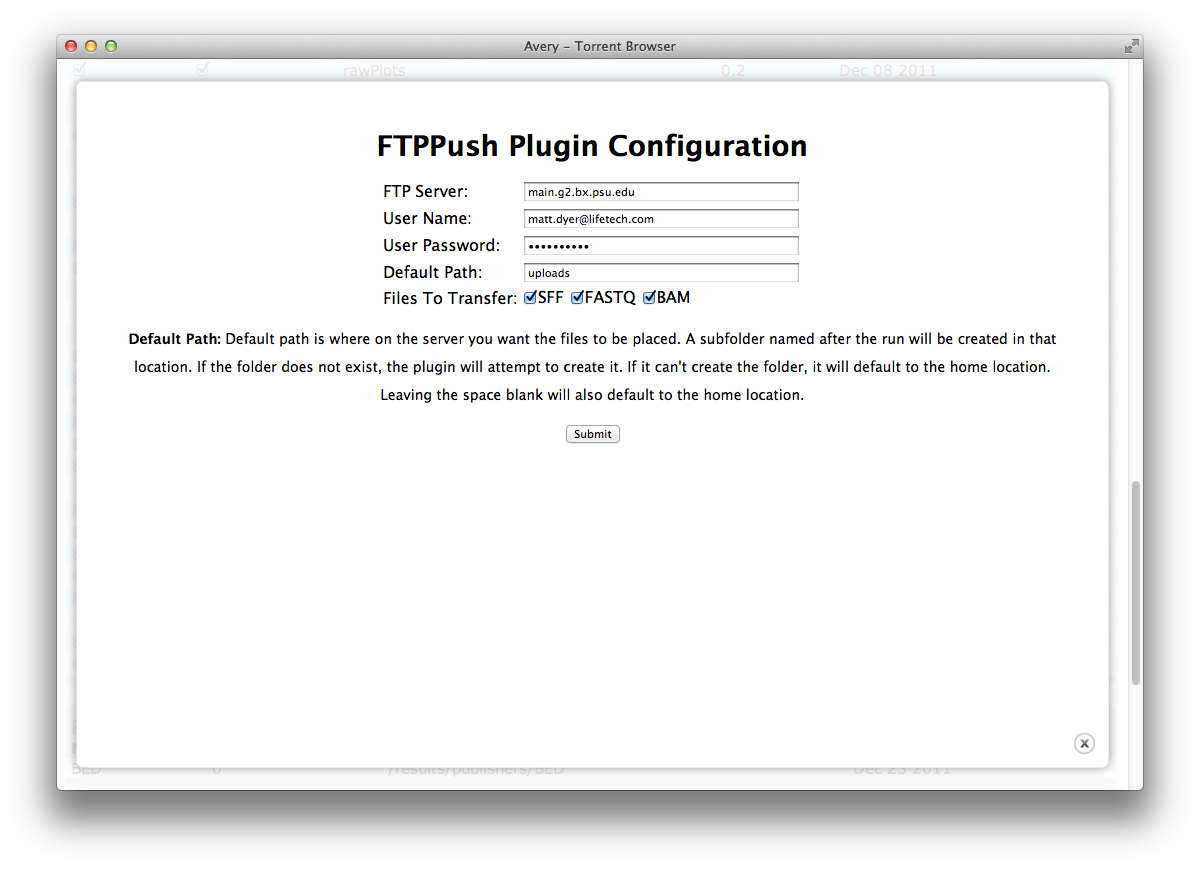 Avery – Torrent Browser
rawPlots 0.2 Dec 08 2011
FTPPush Plugin Configuration
FTP Server: main.g2.bx.psu.edu
User Name: matt.dyer@lifetech.com
User Password: ••••••••••
Default Path: uploads
Files To Transfer: SFF FASTQ BAM
Default Path: Default path is where on the server you want the files to be placed. A subfolder named after the run will be created in that
location. If the folder does not exist, the plugin will attempt to create it. If it can't create the folder, it will default to the home location.
Leaving the space blank will also default to the home location.
Submit
x
BED 0 /results/publishers/BED Dec 23 2011